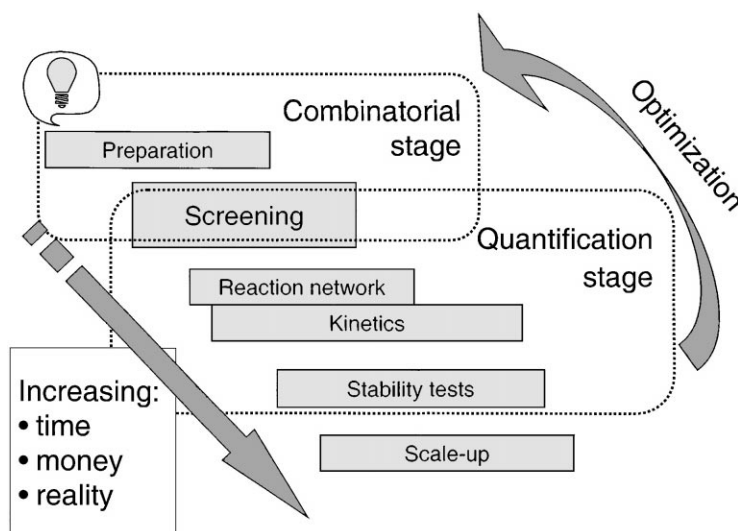 Combinatorial
stage
Preparation
Optimization
Screening
Quantification
stage
Reaction network
Kinetics
Increasing:
• time
• money
• reality
Stability tests
Scale-up